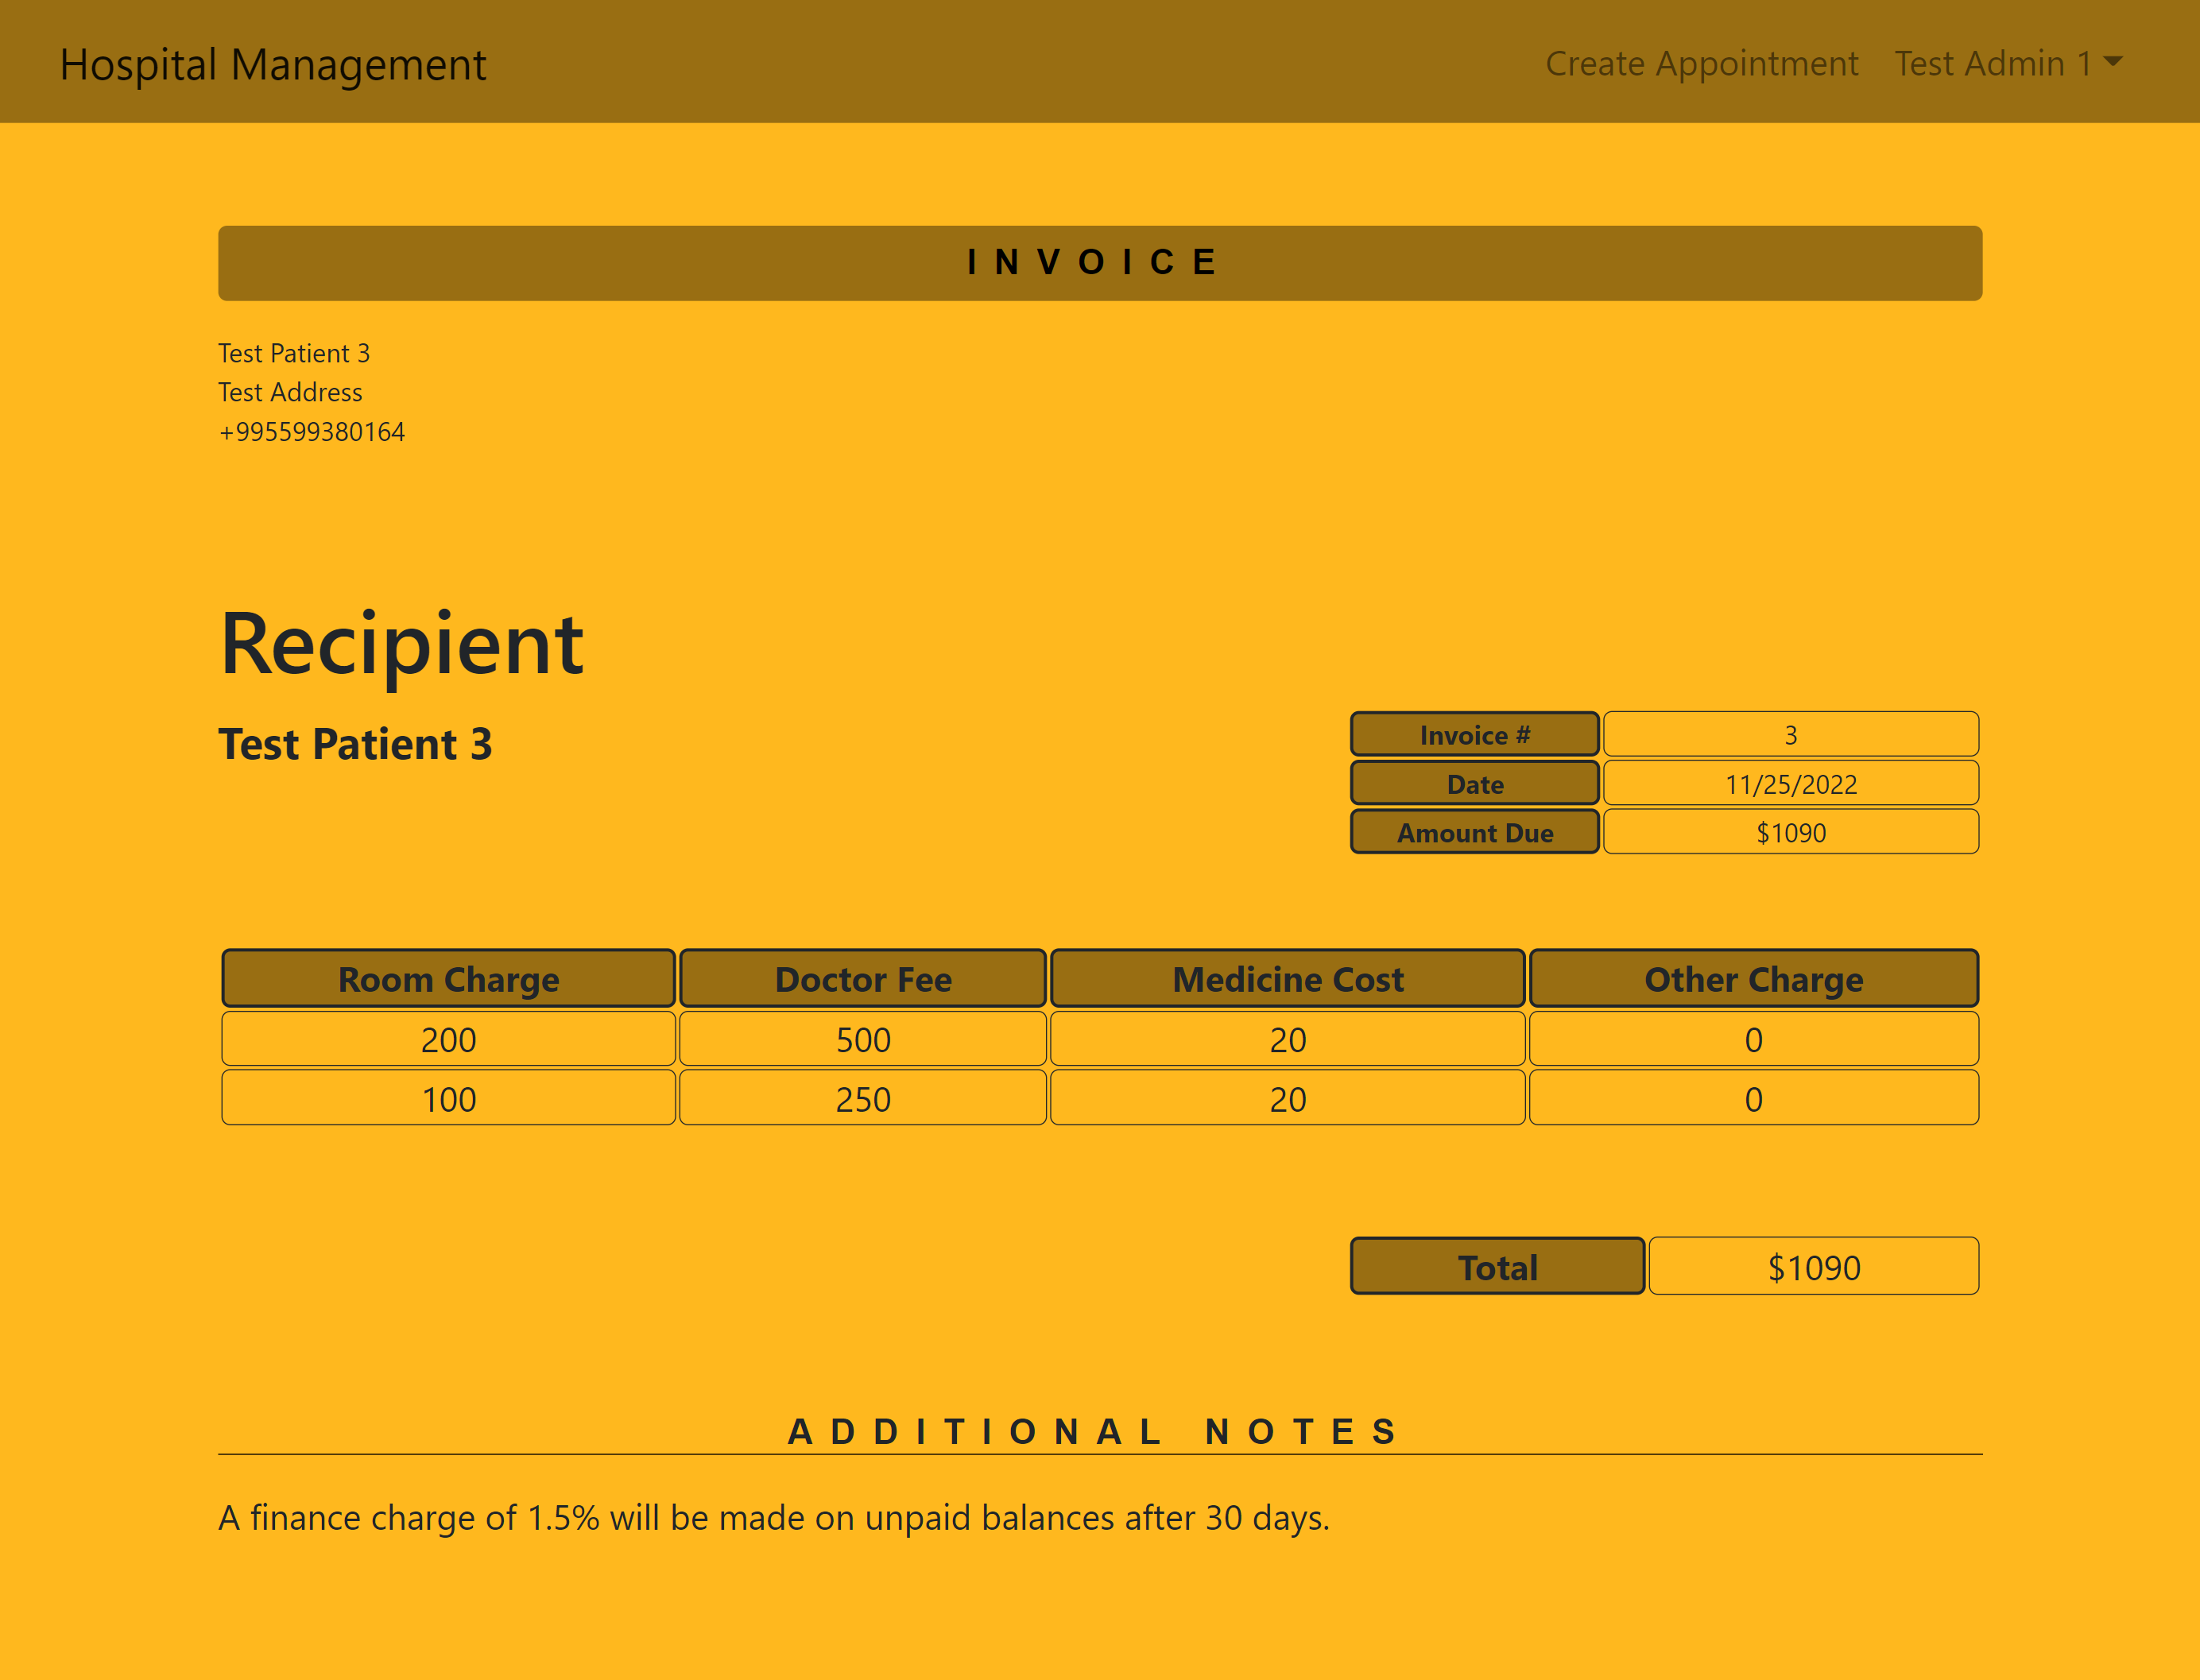 Hospital Management Create Appointment Test Admin 1
INVOICE
Test Patient 3
Test Address
+995599380164
Recipient
Test Patient 3
Invoice # 3
Date 11/25/2022
Amount Due $1090
Room Charge Doctor Fee Medicine Cost Other Charge
200 500 20 0
100 250 20 0
Total $1090
ADDITIONAL NOTES
A finance charge of 1.5% will be made on unpaid balances after 30 days.